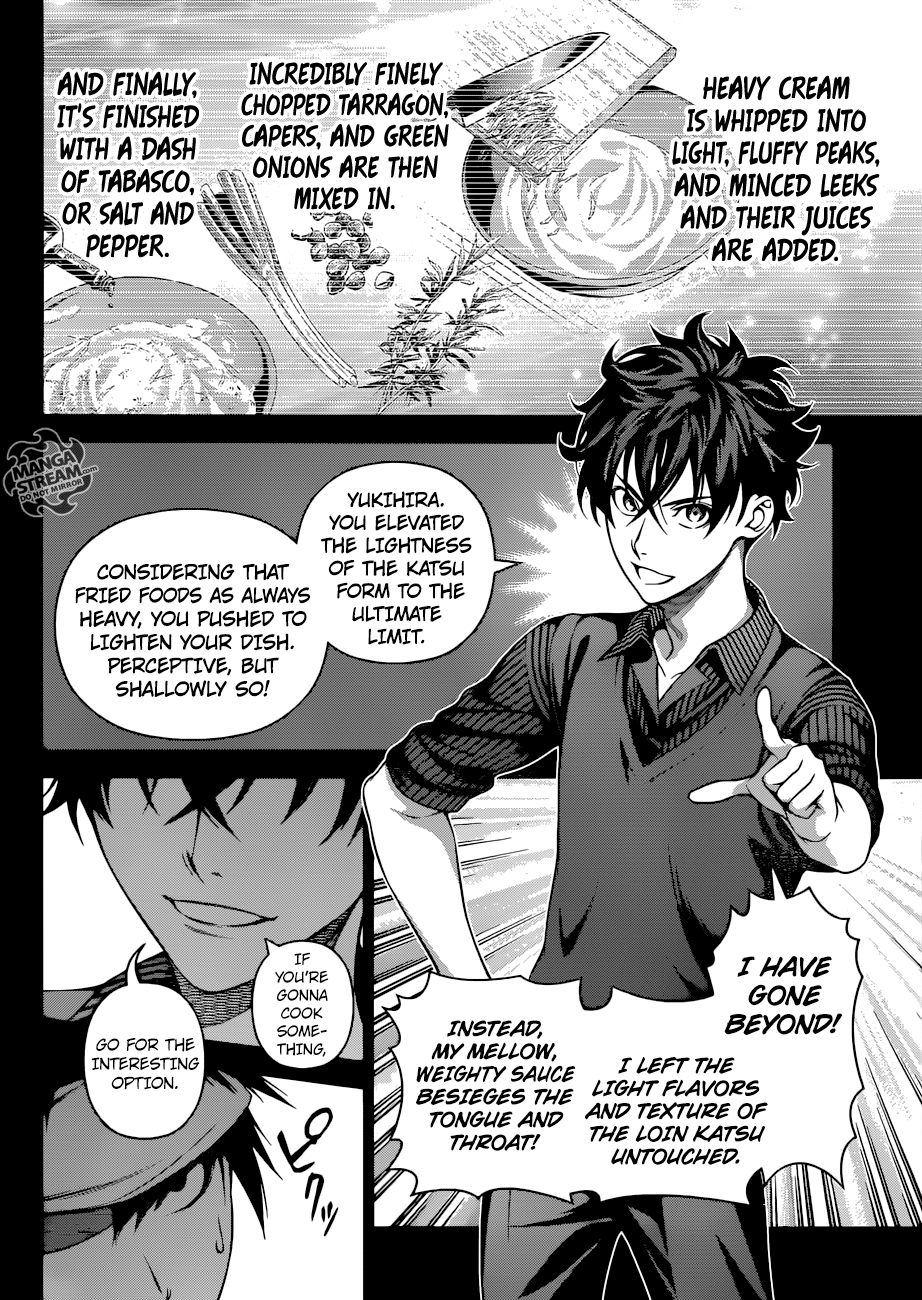 HEAVY CREAM
IS WHIPPED INTO
LIGHT, FLUFFY PEAKS,
AND MINCED LEEKS
AND THEIR JUICES
ARE ADDED.
INCREDIBLY FINELY
CHOPPED TARRAGON,
CAPERS, AND GREEN
ONIONS ARE THEN
MIXED IN.
AND FINALLY,
IT'S FINISHED
WITH A DASH
OF TABASCO,
OR SALT AND
PEPPER.
MANGA
STREAM.com
DO NOT MIRROR
YUKIHIRA.
YOU ELEVATED
THE LIGHTNESS
OF THE KATSU
FORM TO THE
ULTIMATE
LIMIT.
CONSIDERING THAT
FRIED FOODS AS ALWAYS
HEAVY, YOU PUSHED TO
LIGHTEN YOUR DISH.
PERCEPTIVE, BUT
SHALLOWLY SO!
I HAVE
GONE
BEYOND!
I LEFT THE
LIGHT FLAVORS
AND TEXTURE OF
THE LOIN KATSU
UNTOUCHED.
INSTEAD,
MY MELLOW,
WEIGHTY SAUCE
BESIEGES THE
TONGUE AND
THROAT!
IF
YOU'RE
GONNA
COOK
SOME-
THING,
GO FOR THE
INTERESTING
OPTION.
ピクッ